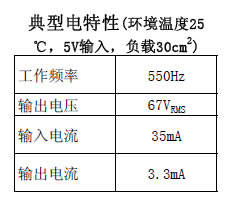 典型电特性(环境温度25
℃，5V输入，负载30cm²)
工作频率 550Hz
输出电压 67VRMS
输入电流 35mA
输出电流 3.3mA